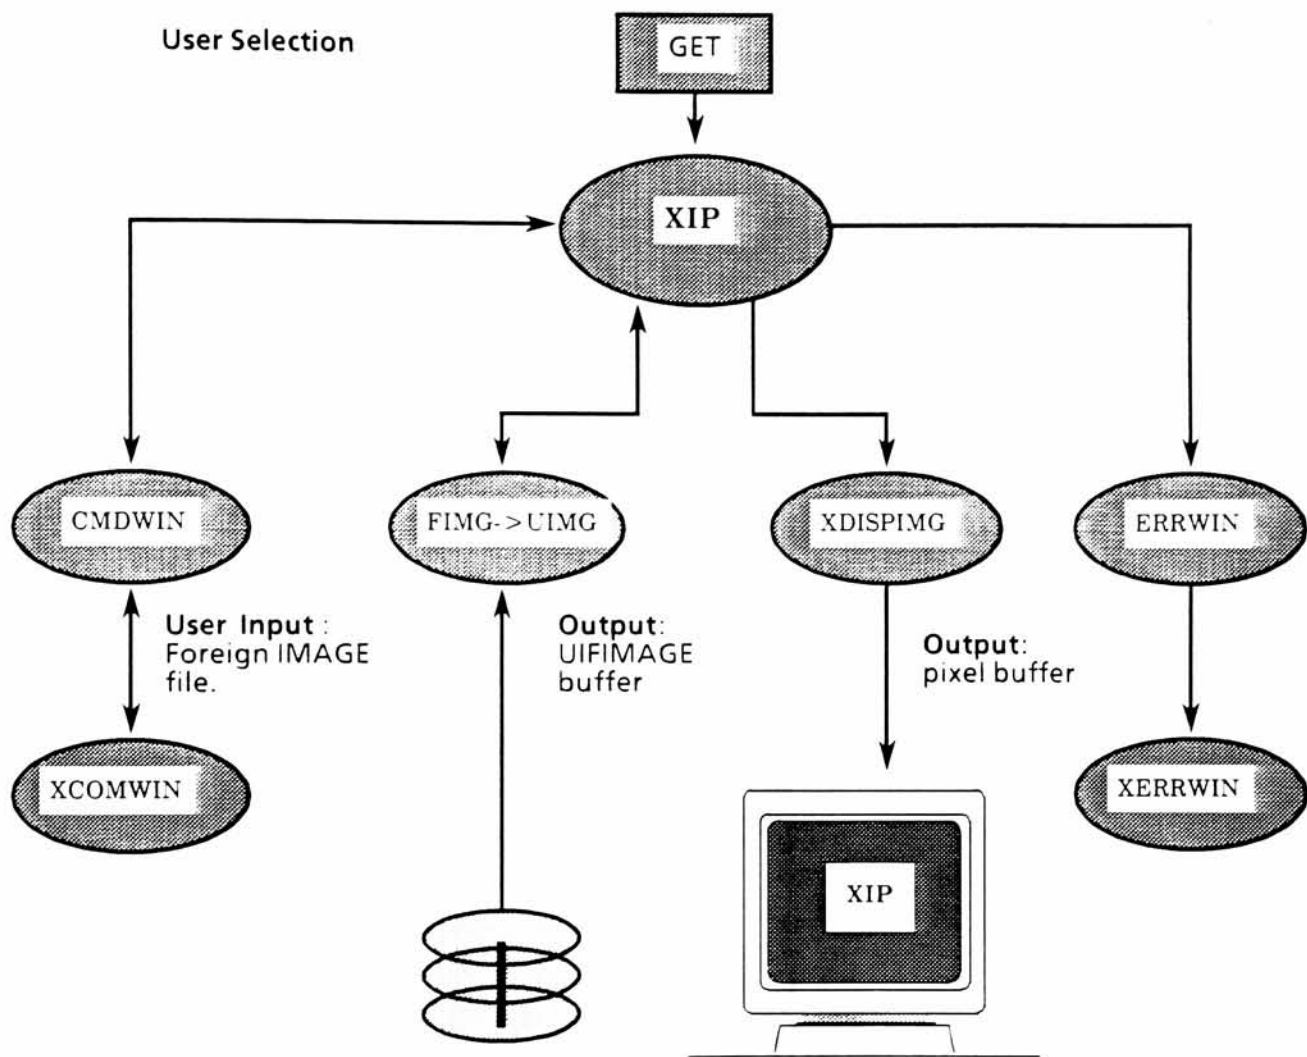 User Selection
GET
XIP
CMDWIN
FIMG->UIMG
XDISPIMG
ERRWIN
User Input :
Foreign IMAGE
file.
Output:
UIFIMAGE
buffer
Output:
pixel buffer
XCOMWIN
XERRWIN
XIP